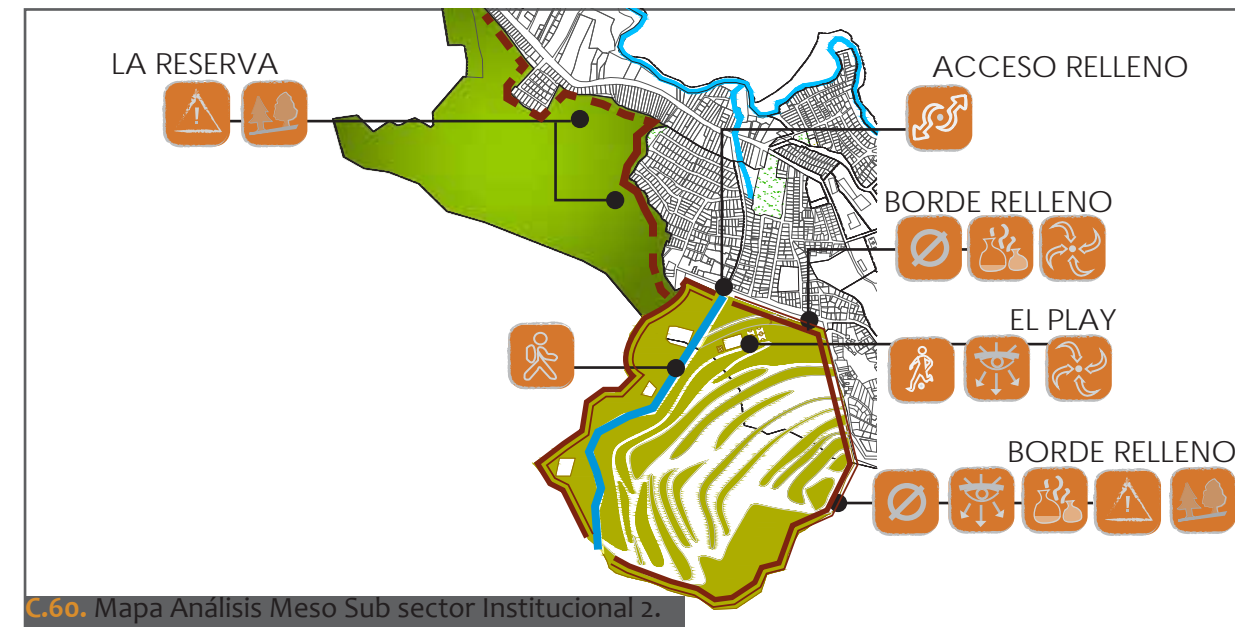 LA RESERVA
ACCESO RELLENO
BORDE RELLENO
EL PLAY
BORDE RELLENO
C.60. Mapa Análisis Meso Sub sector Institucional 2.